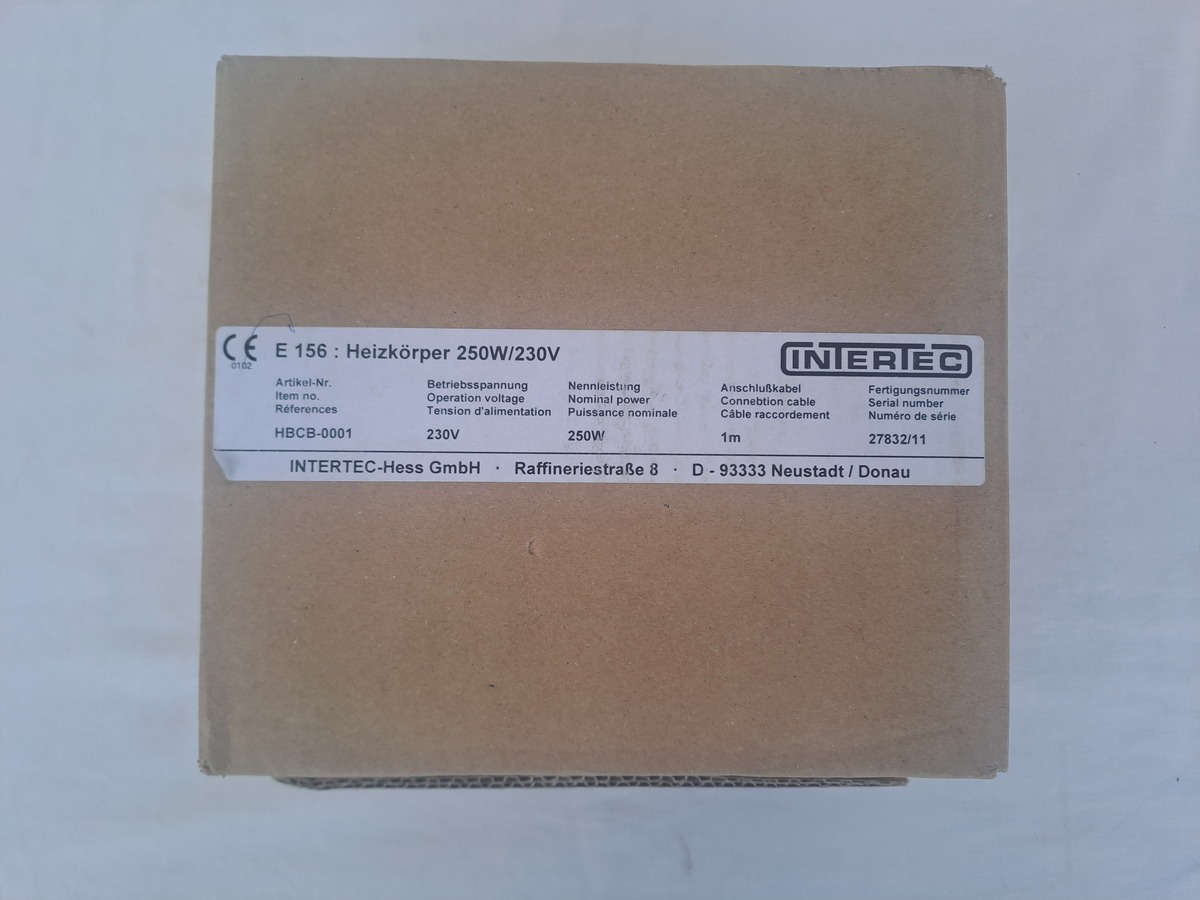 CE E 156 : Heizkörper 250W/230V INTERTEC
0102
Artikel-Nr. Betriebsspannung Nennleistung Anschlußkabel Fertigungsnummer
Item no. Operation voltage Nominal power Connebtion cable Serial number
Réferences Tension d'alimentation Puissance nominale Câble raccordement Numéro de série
HBCB-0001 230V 250W 1m 27832/11
INTERTEC-Hess GmbH · Raffineriestraße 8 · D - 93333 Neustadt / Donau